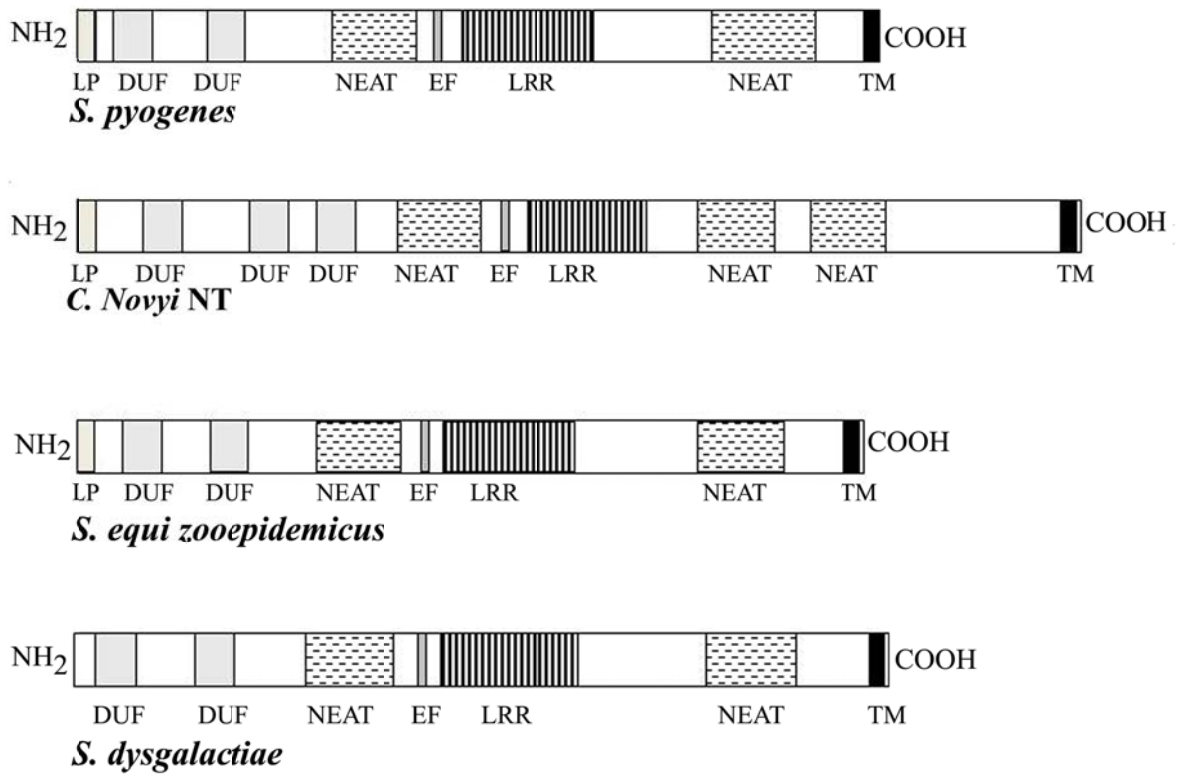 NH2 COOH
LP DUF DUF NEAT EF LRR NEAT TM
S. pyogenes
NH2 COOH
LP DUF DUF DUF NEAT EF LRR NEAT NEAT TM
C. Novyi NT
NH2 COOH
LP DUF DUF NEAT EF LRR NEAT TM
S. equi zooepidemicus
NH2 COOH
DUF DUF NEAT EF LRR NEAT TM
S. dysgalactiae